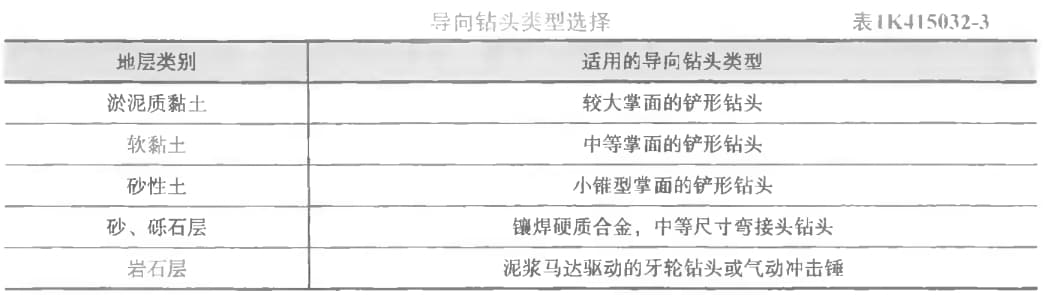 导向钻头类型选择 表1K415032-3
地层类别 适用的导向钻头类型
淤泥质黏土 较大掌面的铲形钻头
软黏土 中等掌面的铲形钻头
砂性土 小锥型掌面的铲形钻头
砂、砾石层 镶焊硬质合金，中等尺寸弯接头钻头
岩石层 泥浆马达驱动的牙轮钻头或气动冲击锤